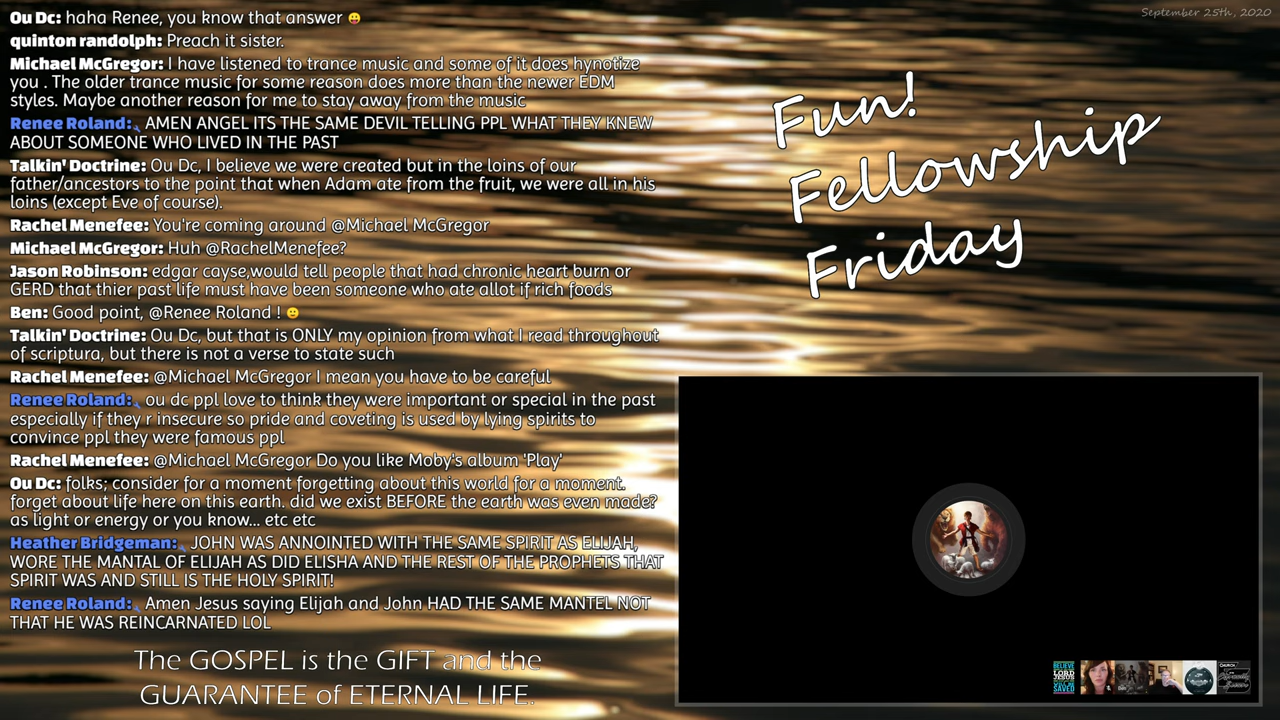 Ou Dc: haha Renee, you know that answer 😛
quinton randolph: Preach it sister.
Michael McGregor: I have listened to trance music and some of it does hynotize
you . The older trance music for some reason does more than the newer EDM
styles. Maybe another reason for me to stay away from the music
Renee Roland: AMEN ANGEL ITS THE SAME DEVIL TELLING PPL WHAT THEY KNEW
ABOUT SOMEONE WHO LIVED IN THE PAST
Talkin' Doctrine: Ou Dc, I believe we were created but in the loins of our
father/ancestors to the point that when Adam ate from the fruit, we were all in his
loins (except Eve of course).
Rachel Menefee: You're coming around @Michael McGregor
Michael McGregor: Huh @RachelMenefee?
Jason Robinson: edgar cayse,would tell people that had chronic heart burn or
GERD that thier past life must have been someone who ate allot if rich foods
Ben: Good point, @Renee Roland ! 🙂
Talkin' Doctrine: Ou Dc, but that is ONLY my opinion from what I read throughout
of scriptura, but there is not a verse to state such
Rachel Menefee: @Michael McGregor I mean you have to be careful
Renee Roland: ou dc ppl love to think they were important or special in the past
especially if they r insecure so pride and coveting is used by lying spirits to
convince ppl they were famous ppl
Rachel Menefee: @Michael McGregor Do you like Moby's album 'Play'
Ou Dc: folks; consider for a moment forgetting about this world for a moment.
forget about life here on this earth. did we exist BEFORE the earth was even made?
as light or energy or you know... etc etc
Heather Bridgeman: JOHN WAS ANNOINTED WITH THE SAME SPIRIT AS ELIJAH,
WORE THE MANTAL OF ELIJAH AS DID ELISHA AND THE REST OF THE PROPHETS THAT
SPIRIT WAS AND STILL IS THE HOLY SPIRIT!
Renee Roland: Amen Jesus saying Elijah and John HAD THE SAME MANTEL NOT
THAT HE WAS REINCARNATED LOL
The GOSPEL is the GIFT and the
GUARANTEE of ETERNAL LIFE.
September 25th, 2020
Fun!
Fellowship
Friday
BELIEVE
LORD
JESUS
SAVED
CHURCH